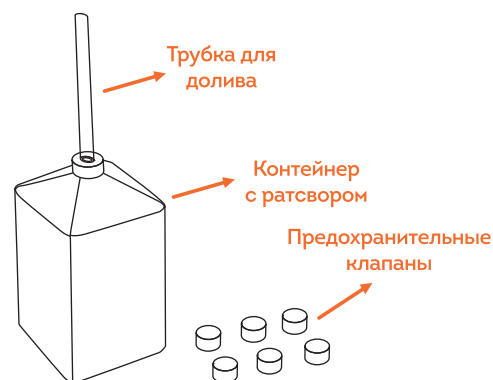 Трубка для
долива
Контейнер
с ратсвором
Предохранительные
клапаны